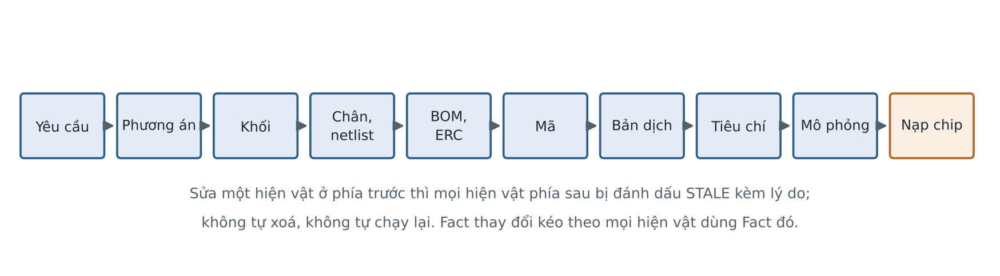 Yêu cầu
Phương án
Khối
Chân,
netlist
BOM,
ERC
Mã
Bản dịch
Tiêu chí
Mô phỏng
Nạp chip
Sửa một hiện vật ở phía trước thì mọi hiện vật phía sau bị đánh dấu STALE kèm lý do;
không tự xoá, không tự chạy lại. Fact thay đổi kéo theo mọi hiện vật dùng Fact đó.